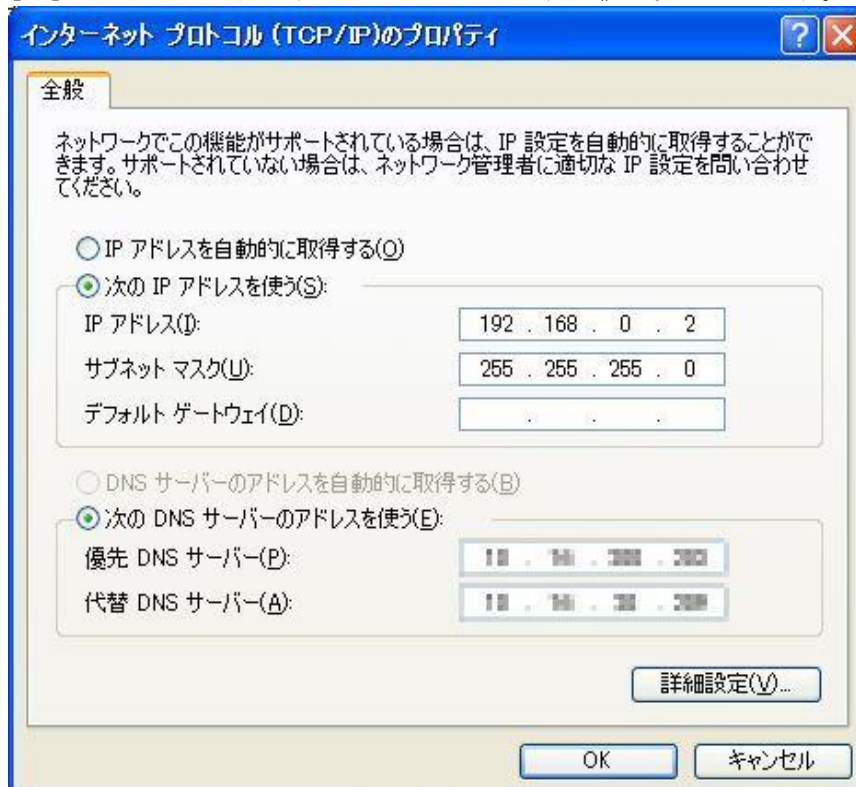 インターネット プロトコル (TCP/IP)のプロパティ
全般
ネットワークでこの機能がサポートされている場合は、IP 設定を自動的に取得することがで
きます。サポートされていない場合は、ネットワーク管理者に適切な IP 設定を問い合わせ
てください。
IP アドレスを自動的に取得する(O)
次の IP アドレスを使う(S):
IP アドレス(I): 192 . 168 . 0 . 2
サブネット マスク(U): 255 . 255 . 255 . 0
デフォルト ゲートウェイ(D): . . .
DNS サーバーのアドレスを自動的に取得する(B)
次の DNS サーバーのアドレスを使う(E):
優先 DNS サーバー(P):
代替 DNS サーバー(A):
詳細設定(V)...
OK キャンセル